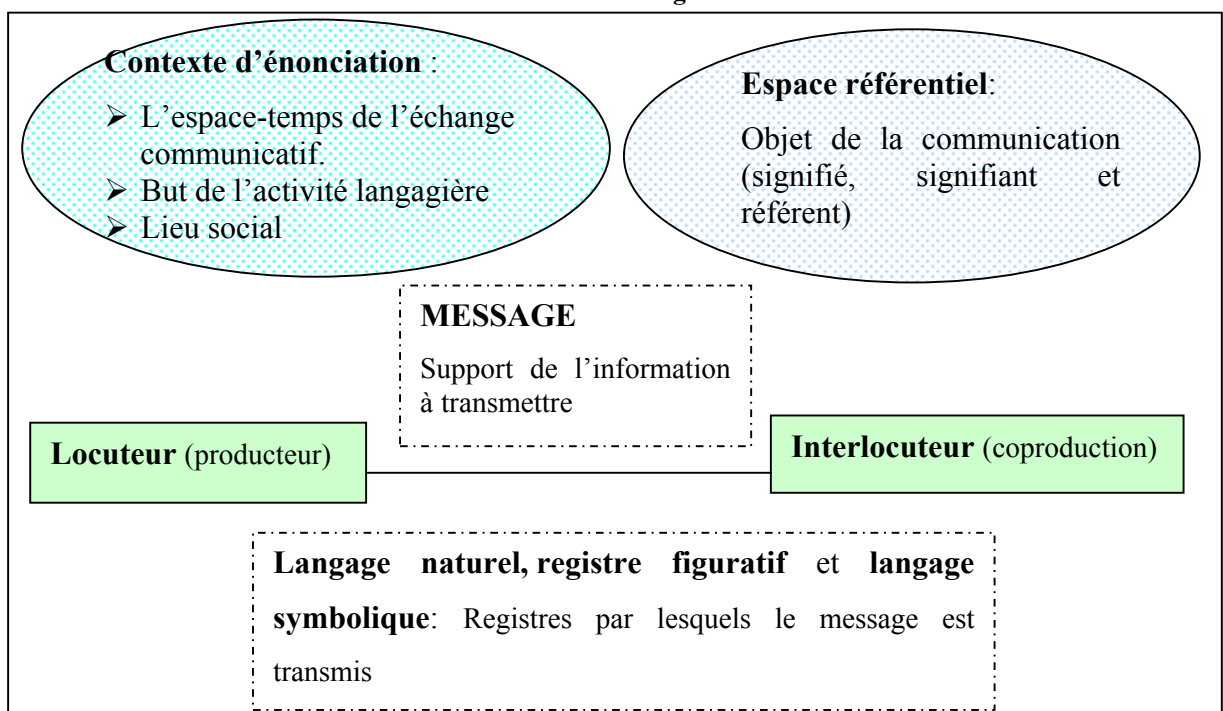 Contexte d'énonciation :
➢ L'espace-temps de l'échange
communicatif.
➢ But de l'activité langagière
➢ Lieu social
Espace référentiel:
Objet de la communication
(signifié, signifiant et
référent)
MESSAGE
Support de l'information
à transmettre
Locuteur (producteur)
Interlocuteur (coproduction)
Langage naturel, registre figuratif et langage
symbolique: Registres par lesquels le message est
transmis